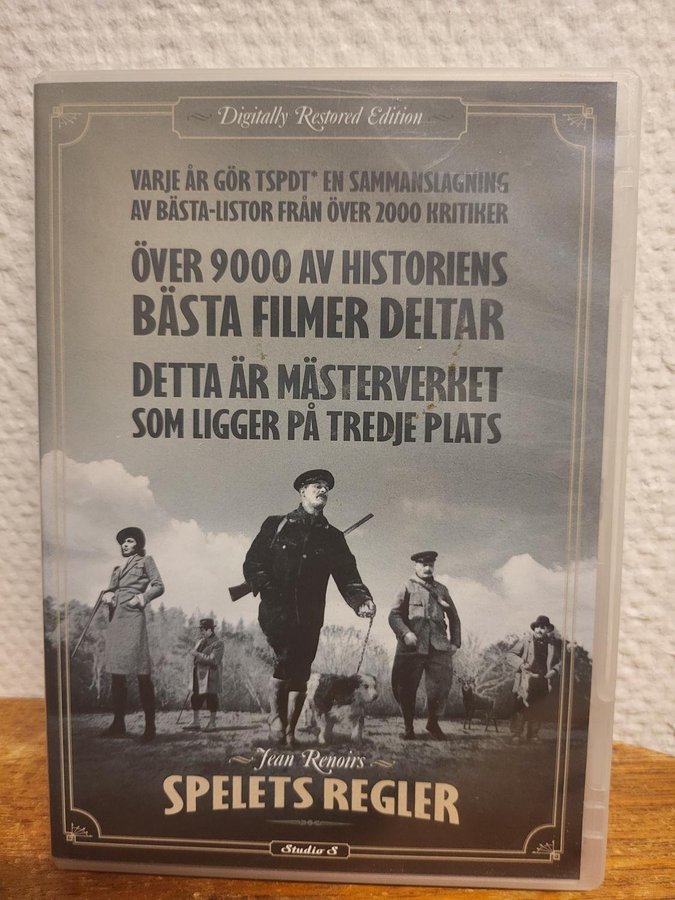 Digitally Restored Edition
VARJE ÅR GÖR TSPDT* EN SAMMANSLAGNING
AV BÄSTA-LISTOR FRÅN ÖVER 2000 KRITIKER
ÖVER 9000 AV HISTORIENS
BÄSTA FILMER DELTAR
DETTA ÄR MÄSTERVERKET
SOM LIGGER PÅ TREDJE PLATS
Jean Renoirs
SPELETS REGLER
Studio S